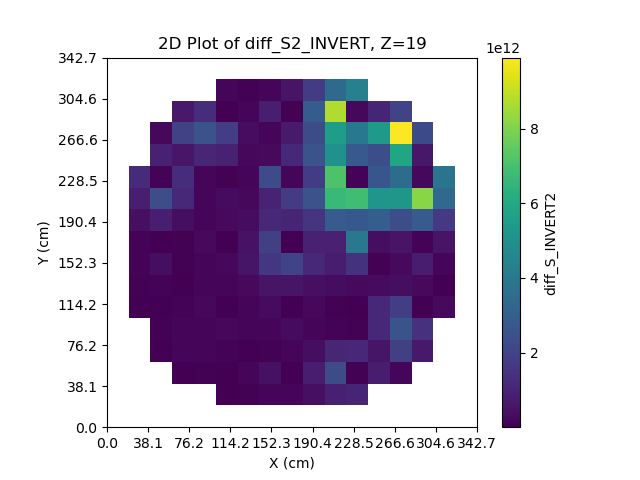 2D Plot of diff_S2_INVERT, Z=19
1e12
342.7
304.6
266.6
228.5
190.4
152.3
114.2
76.2
38.1
0.0
Y (cm)
0.0 38.1 76.2 114.2 152.3 190.4 228.5 266.6 304.6 342.7
X (cm)
8
6
4
2
diff_S_INVERT2